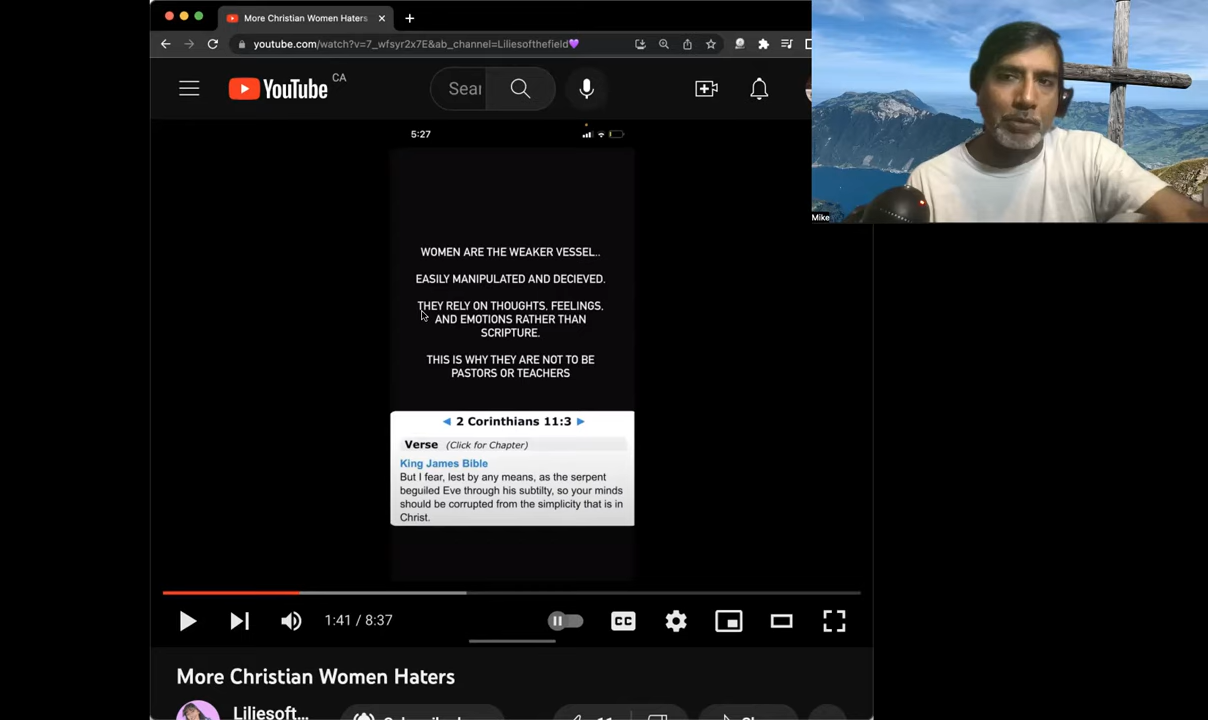 More Christian Women Haters
youtube.com/watch?v=7_wfsyr2x7E&ab_channel=Liliesofthefield💜
YouTube CA
Sear
5:27
WOMEN ARE THE WEAKER VESSEL..
EASILY MANIPULATED AND DECIEVED.
THEY RELY ON THOUGHTS, FEELINGS,
AND EMOTIONS RATHER THAN
SCRIPTURE.
THIS IS WHY THEY ARE NOT TO BE
PASTORS OR TEACHERS
2 Corinthians 11:3
Verse (Click for Chapter)
King James Bible
But I fear, lest by any means, as the serpent
beguiled Eve through his subtilty, so your minds
should be corrupted from the simplicity that is in
Christ.
Mike
1:41 / 8:37
CC
More Christian Women Haters
Liliesoft...